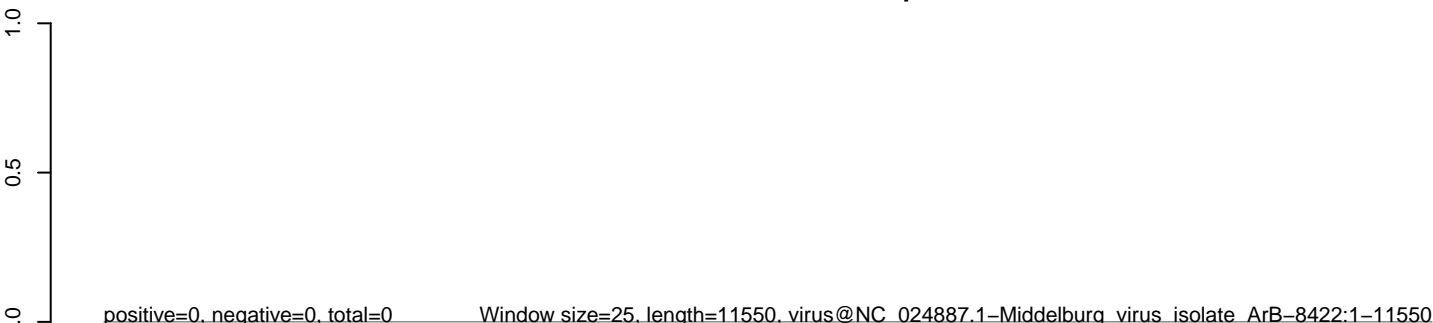 1.0
0.5
.0
positive=0, negative=0, total=0 Window size=25, length=11550, virus@NC_024887.1−Middelburg_virus_isolate_ArB−8422:1−11550